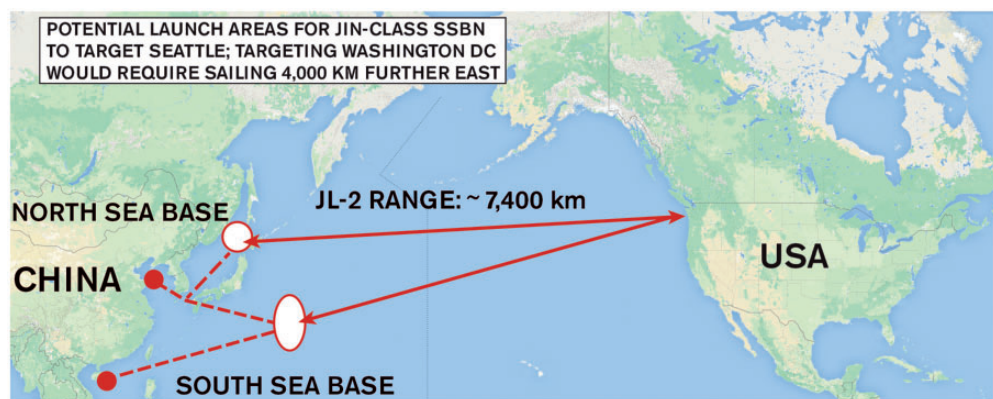 POTENTIAL LAUNCH AREAS FOR JIN-CLASS SSBN
TO TARGET SEATTLE; TARGETING WASHINGTON DC
WOULD REQUIRE SAILING 4,000 KM FURTHER EAST
JL-2 RANGE: ~ 7,400 km
NORTH SEA BASE
USA
CHINA
SOUTH SEA BASE